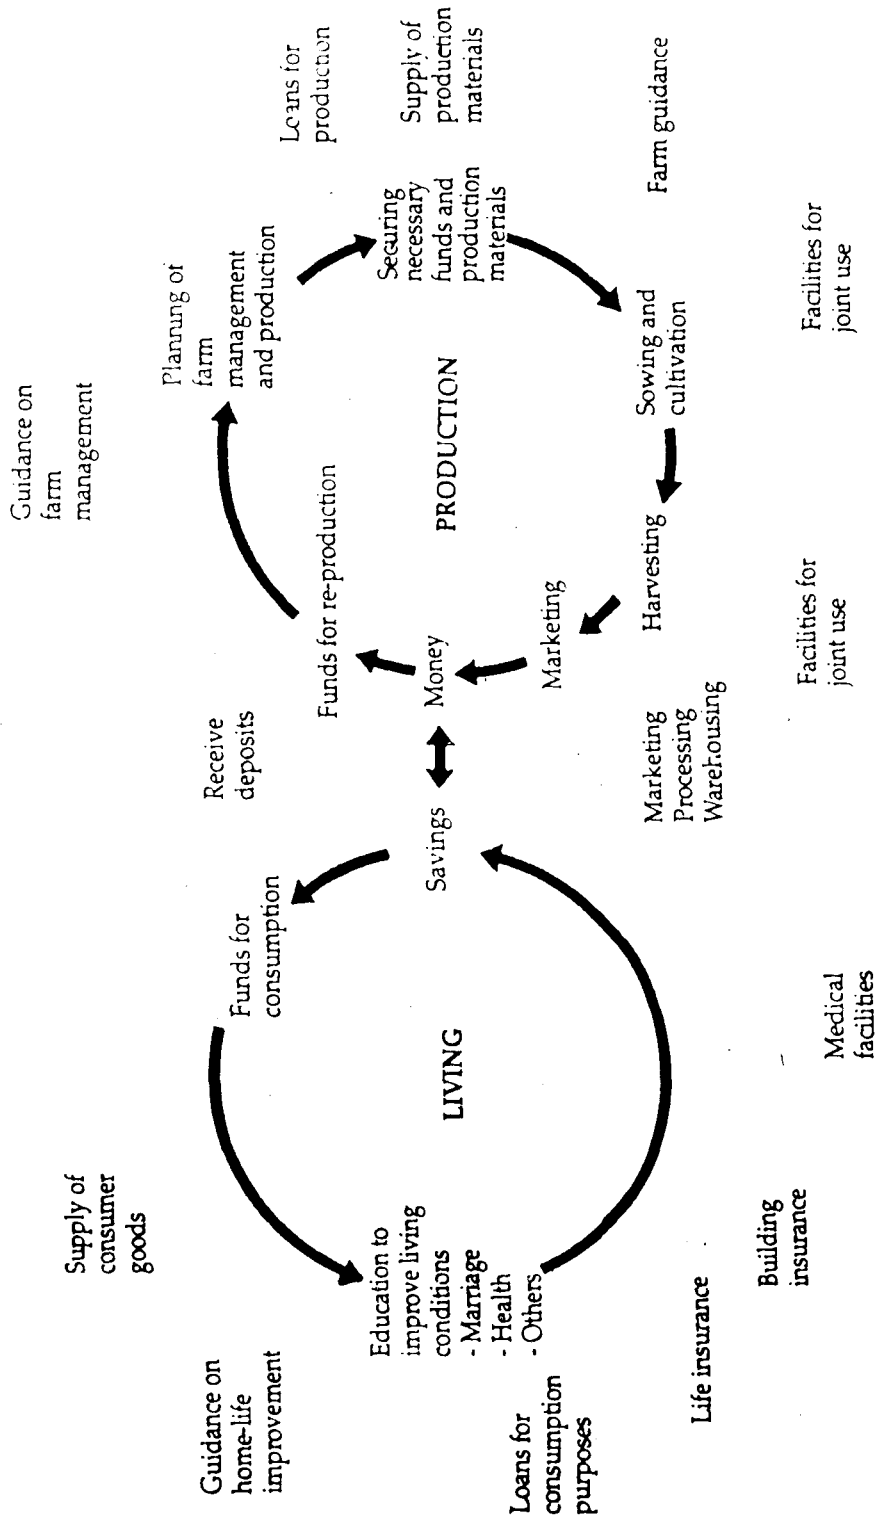 Guidance on
farm
management
Supply of
consumer
goods
Guidance on
home-life
improvement
Receive
deposits
Planning of
farm
management
and production
Loans for
production
Funds for
consumption
Funds for re-production
Education to
improve living
conditions
- Marriage
- Health
- Others
LIVING
Savings
Money
PRODUCTION
Securing
necessary
funds and
production
materials
Supply of
production
materials
Loans for
consumption
purposes
Marketing
Harvesting
Sowing and
cultivation
Farm guidance
Marketing
Processing
Warehousing
Life insurance
Building
insurance
Medical
facilities
Facilities for
joint use
Facilities for
joint use